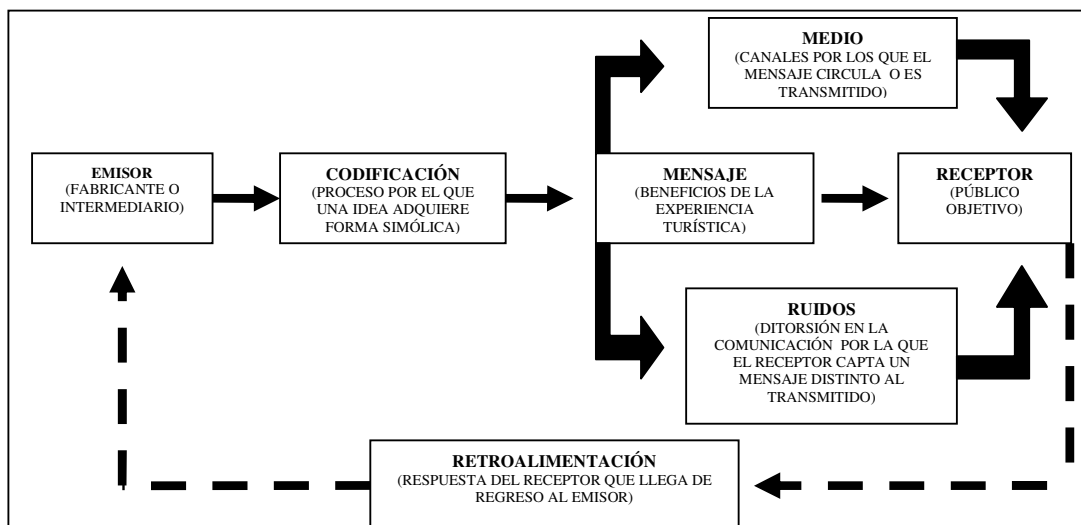 MEDIO
(CANALES POR LOS QUE EL
MENSAJE CIRCULA O ES
TRANSMITIDO)
EMISOR
(FABRICANTE O
INTERMEDIARIO)
CODIFICACIÓN
(PROCESO POR EL QUE
UNA IDEA ADQUIERE
FORMA SIMÓLICA)
MENSAJE
(BENEFICIOS DE LA
EXPERIENCIA
TURÍSTICA)
RECEPTOR
(PÚBLICO
OBJETIVO)
RUIDOS
(DITORSIÓN EN LA
COMUNICACIÓN POR LA QUE
EL RECEPTOR CAPTA UN
MENSAJE DISTINTO AL
TRANSMITIDO)
RETROALIMENTACIÓN
(RESPUESTA DEL RECEPTOR QUE LLEGA DE
REGRESO AL EMISOR)